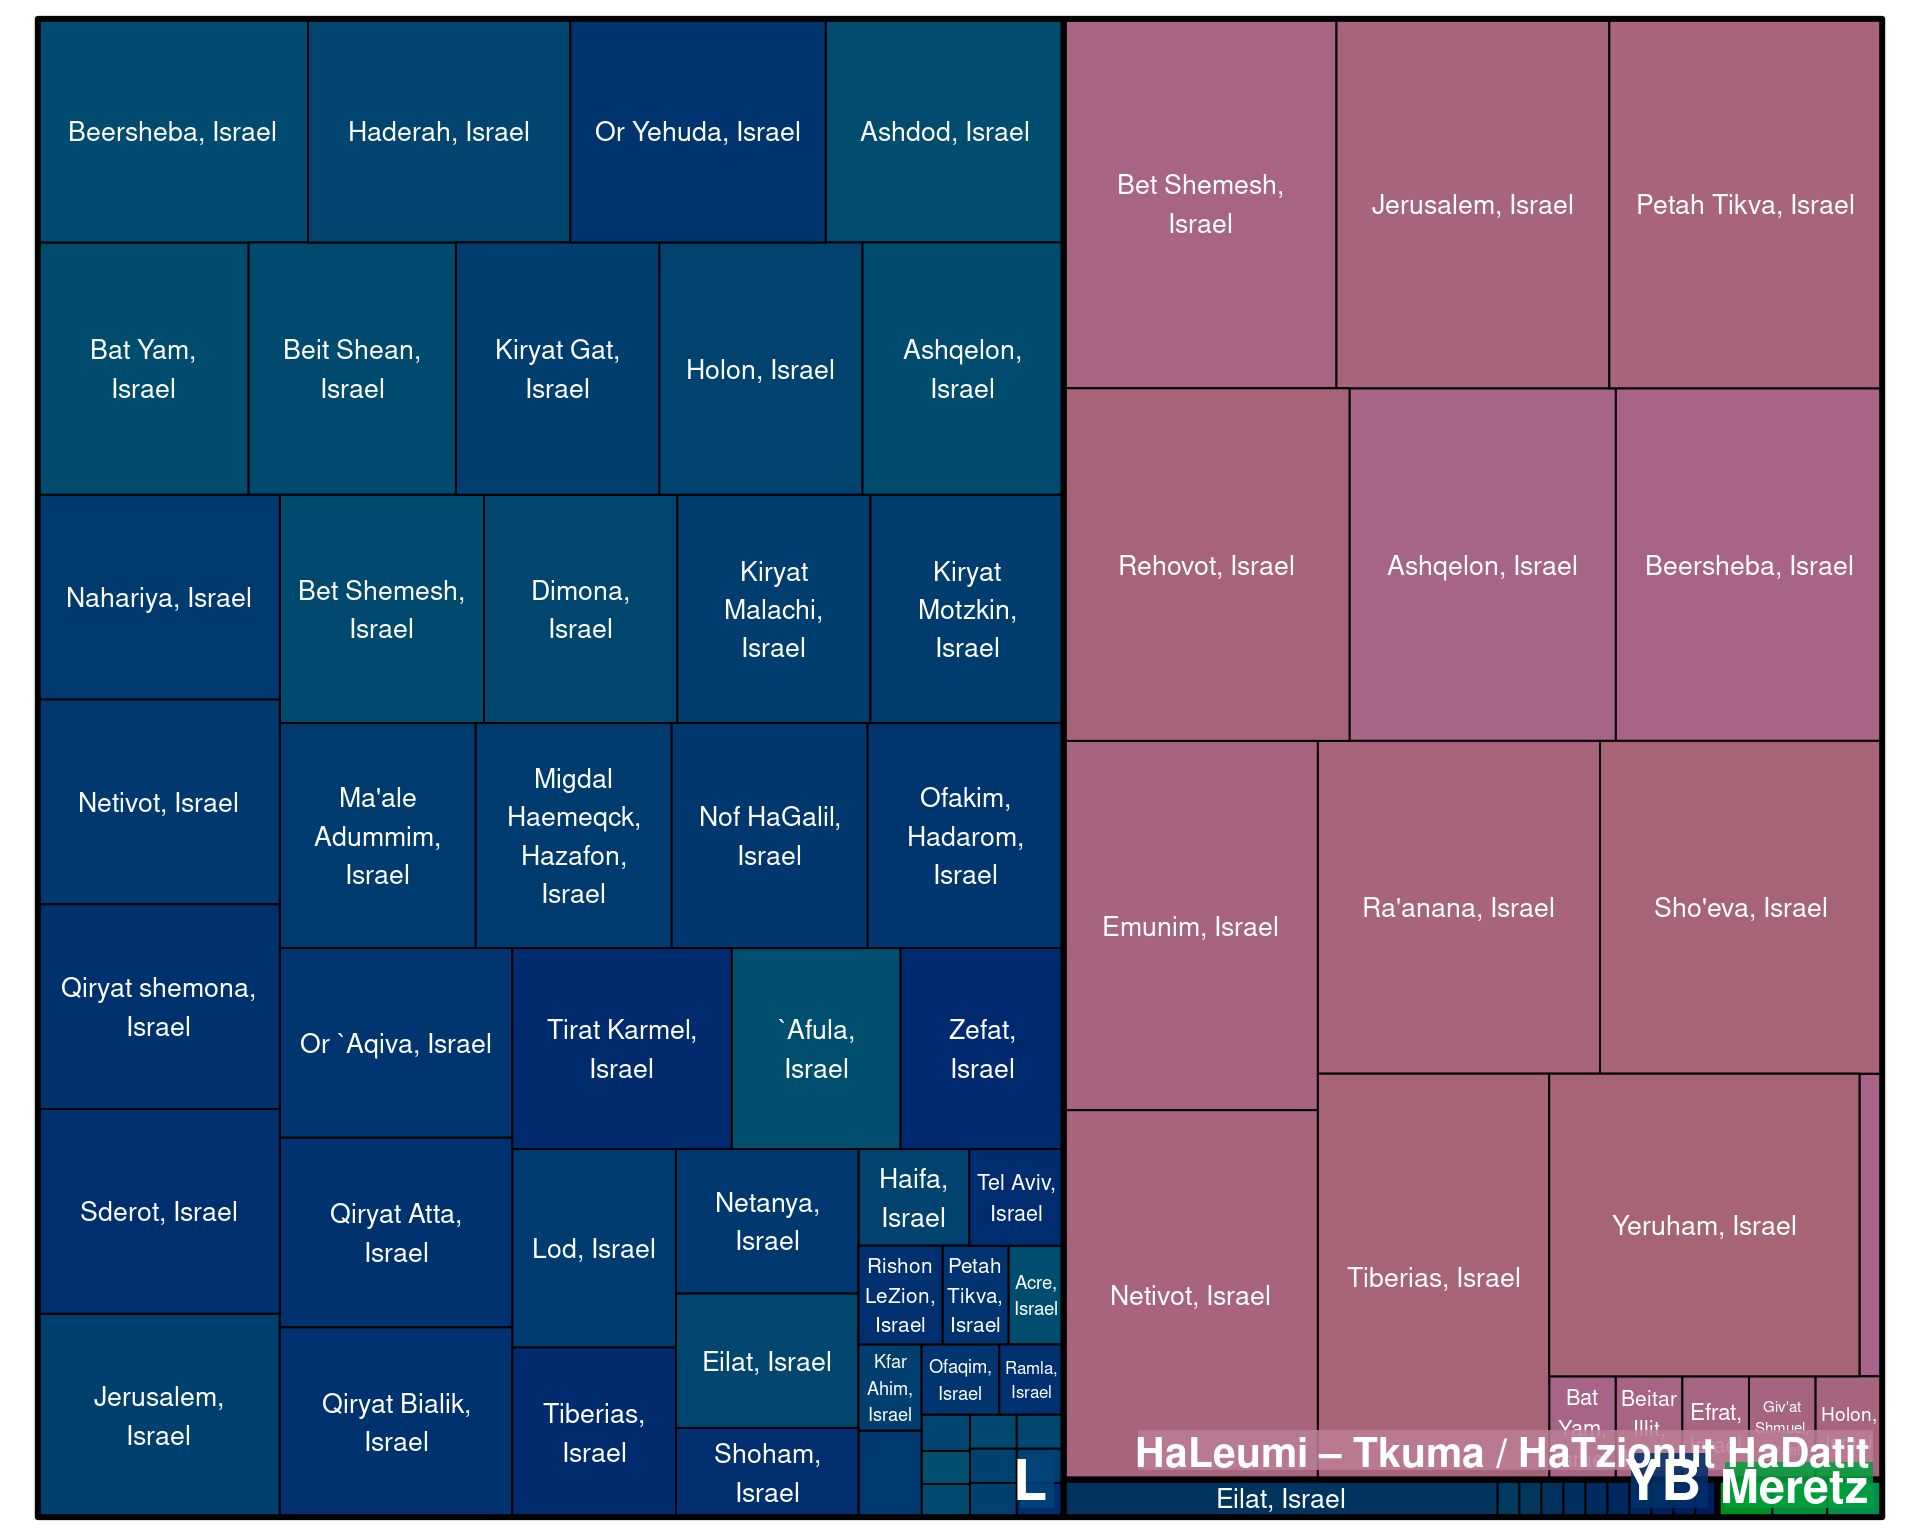 Beersheba, Israel
Haderah, Israel
Or Yehuda, Israel
Ashdod, Israel
Bat Yam,
Israel
Beit Shean,
Israel
Kiryat Gat,
Israel
Holon, Israel
Ashqelon,
Israel
Nahariya, Israel
Bet Shemesh,
Israel
Dimona,
Israel
Kiryat
Malachi,
Israel
Kiryat
Motzkin,
Israel
Netivot, Israel
Ma'ale
Adummim,
Israel
Migdal
Haemeqck,
Hazafon,
Israel
Nof HaGalil,
Israel
Ofakim,
Hadarom,
Israel
Qiryat shemona,
Israel
Or `Aqiva, Israel
Tirat Karmel,
Israel
`Afula,
Israel
Zefat,
Israel
Sderot, Israel
Qiryat Atta,
Israel
Lod, Israel
Netanya,
Israel
Haifa,
Israel
Tel Aviv,
Israel
Rishon
LeZion,
Israel
Petah
Tikva,
Israel
Acre,
Israel
Eilat, Israel
Kfar
Ahim,
Israel
Ofaqim,
Israel
Ramla,
Israel
Jerusalem,
Israel
Qiryat Bialik,
Israel
Tiberias,
Israel
Shoham,
Israel
L
Bet Shemesh,
Israel
Jerusalem, Israel
Petah Tikva, Israel
Rehovot, Israel
Ashqelon, Israel
Beersheba, Israel
Emunim, Israel
Ra'anana, Israel
Sho'eva, Israel
Netivot, Israel
Tiberias, Israel
Yeruham, Israel
Bat
Yam,
Beitar
Illit,
Efrat,
Giv'at
Shmuel,
Holon,
HaLeumi – Tkuma / HaTzionut HaDatit
Eilat, Israel
YB
Meretz